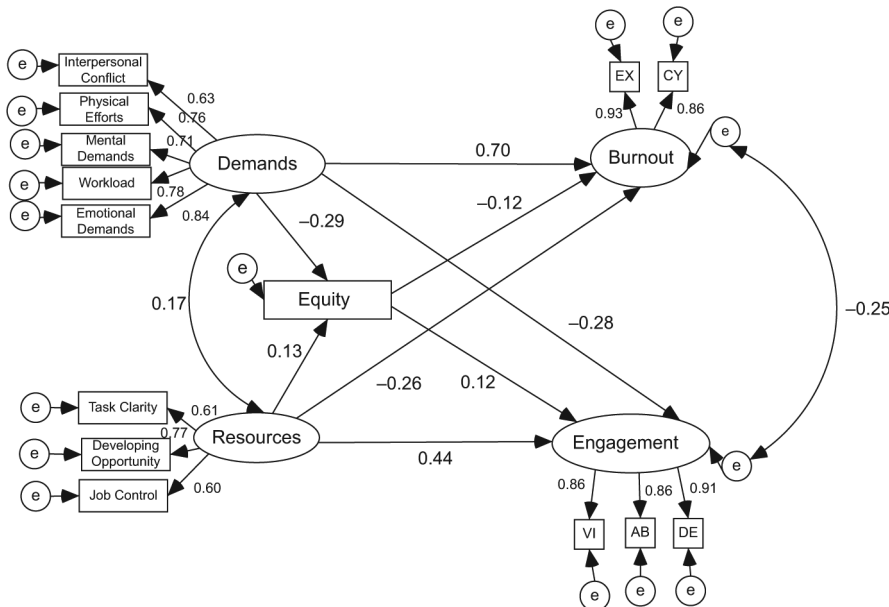 e
Interpersonal
Conflict
e
Physical
Efforts
e
Mental
Demands
e
Workload
e
Emotional
Demands
0.63
0.76
0.71
0.78
0.84
Demands
e
e
EX
CY
0.93
0.86
Burnout
e
0.70
–0.12
–0.29
e
Equity
0.17
0.13
–0.28
–0.25
–0.26
0.12
e
Task Clarity
e
Developing
Opportunity
e
Job Control
0.61
0.77
0.60
Resources
0.44
Engagement
e
0.86
0.86
0.91
VI
AB
DE
e
e
e